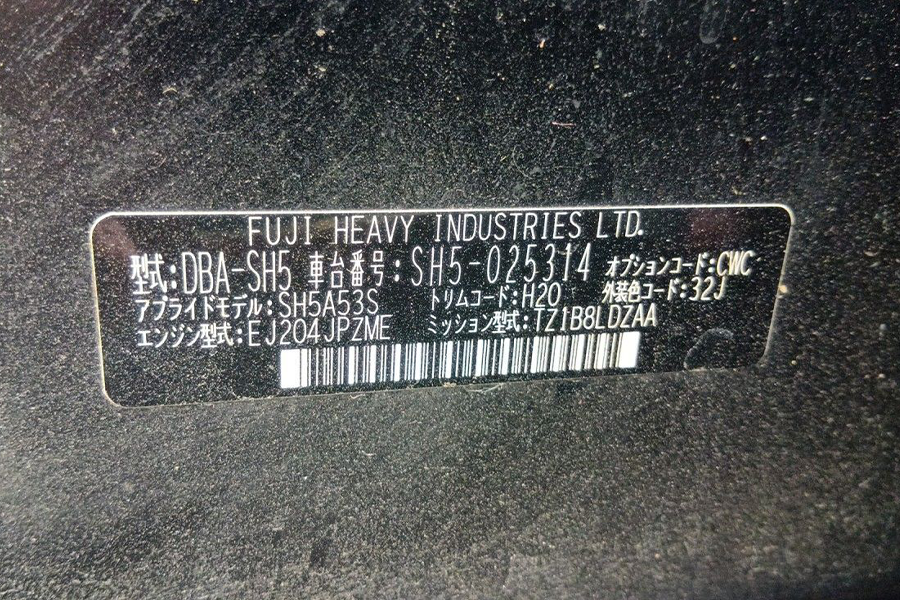 FUJI HEAVY INDUSTRIES LTD.
型式:DBA-SH5 車台番号:SH5-025314 オプションコード:CWC
アプライドモデル:SH5A53S トリムコード:H20 外装色コード:32J
エンジン型式:EJ204JPZME ミッション型式:TZ1B8LDZAA